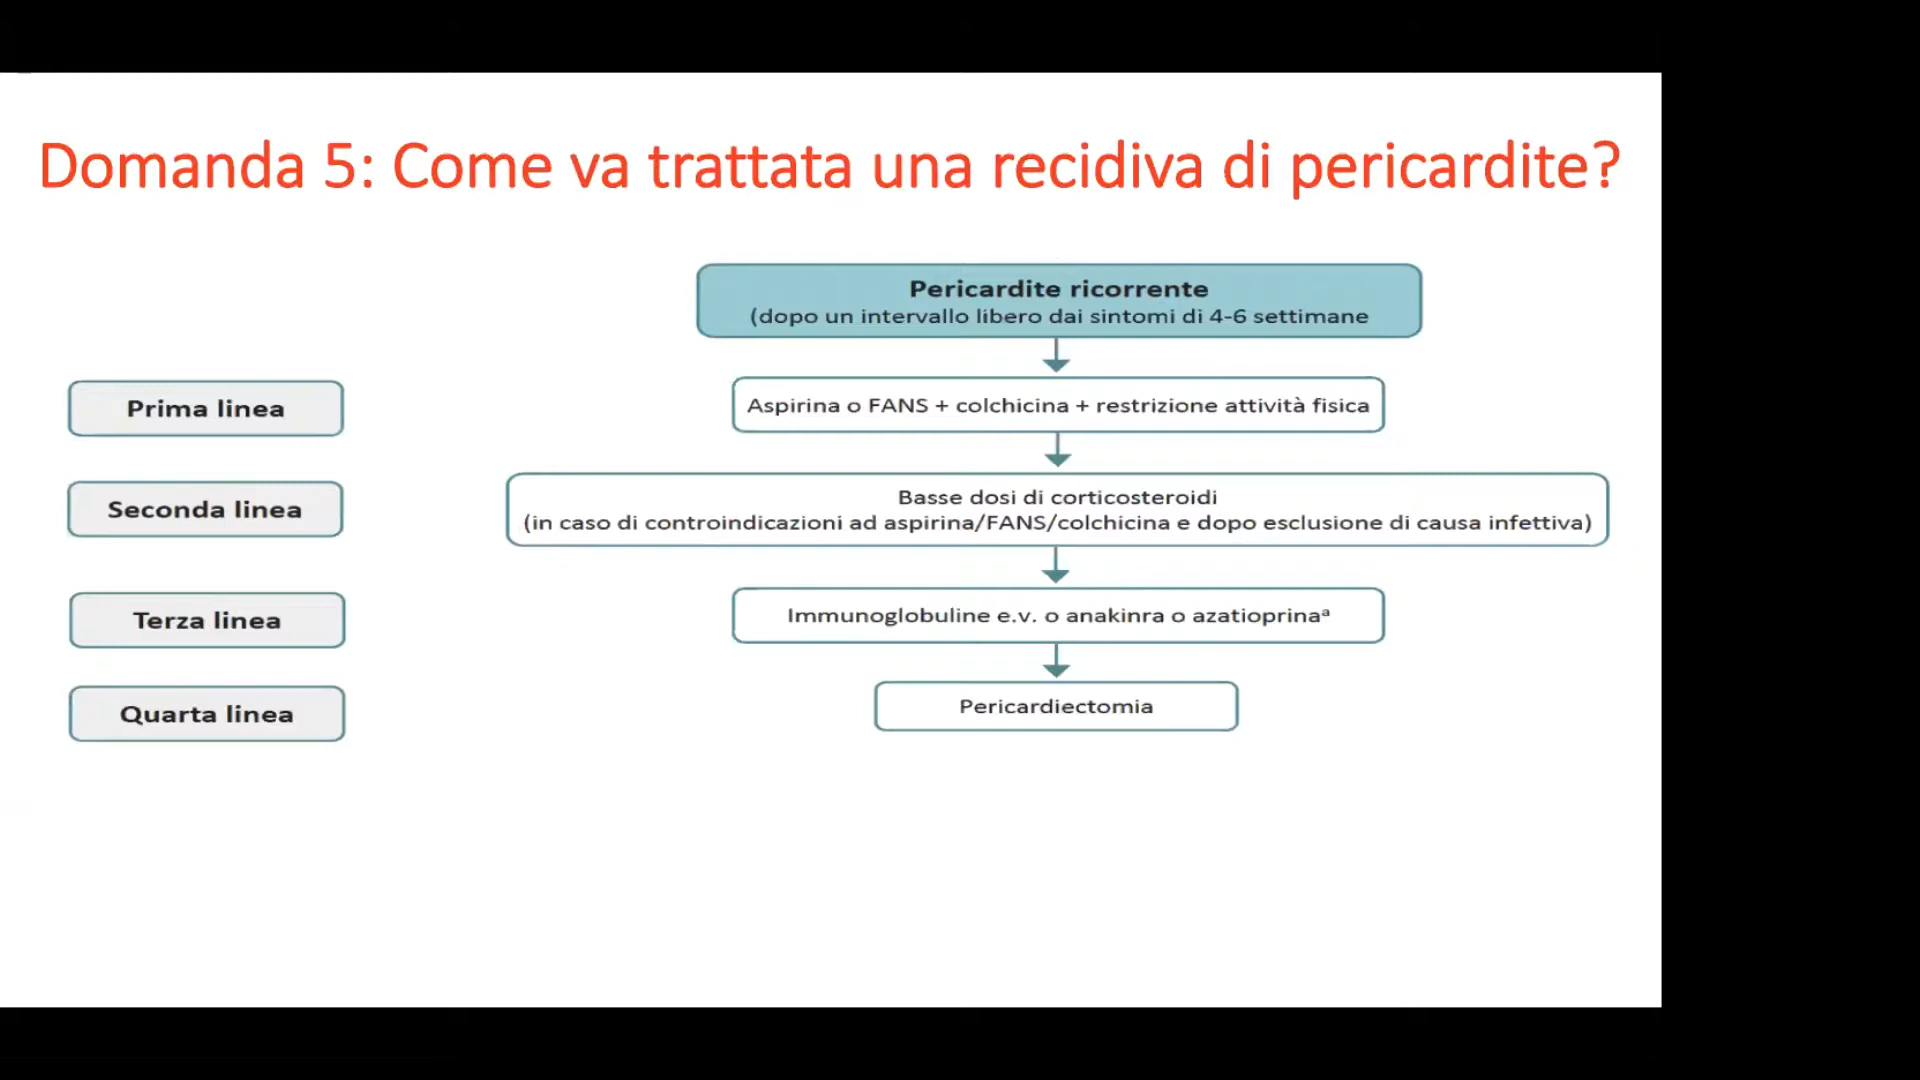 Domanda 5: Come va trattata una recidiva di pericardite?
Pericardite ricorrente
(dopo un intervallo libero dai sintomi di 4-6 settimane
Prima linea
Aspirina o FANS + colchicina + restrizione attività fisica
Seconda linea
Basse dosi di corticosteroidi
(in caso di controindicazioni ad aspirina/FANS/colchicina e dopo esclusione di causa infettiva)
Terza linea
Immunoglobuline e.v. o anakinra o azatioprinaª
Quarta linea
Pericardiectomia